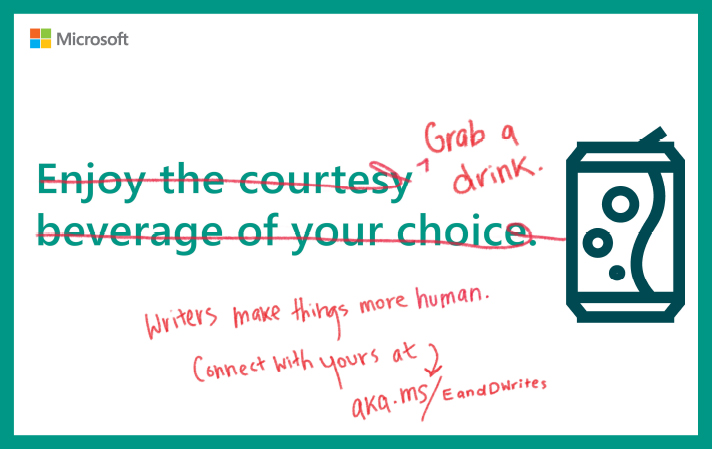 Microsoft
Enjoy the courtesy
beverage of your choice.
Grab a
drink.
Writers make things more human.
Connect with yours at
aka.ms/EandDWrites